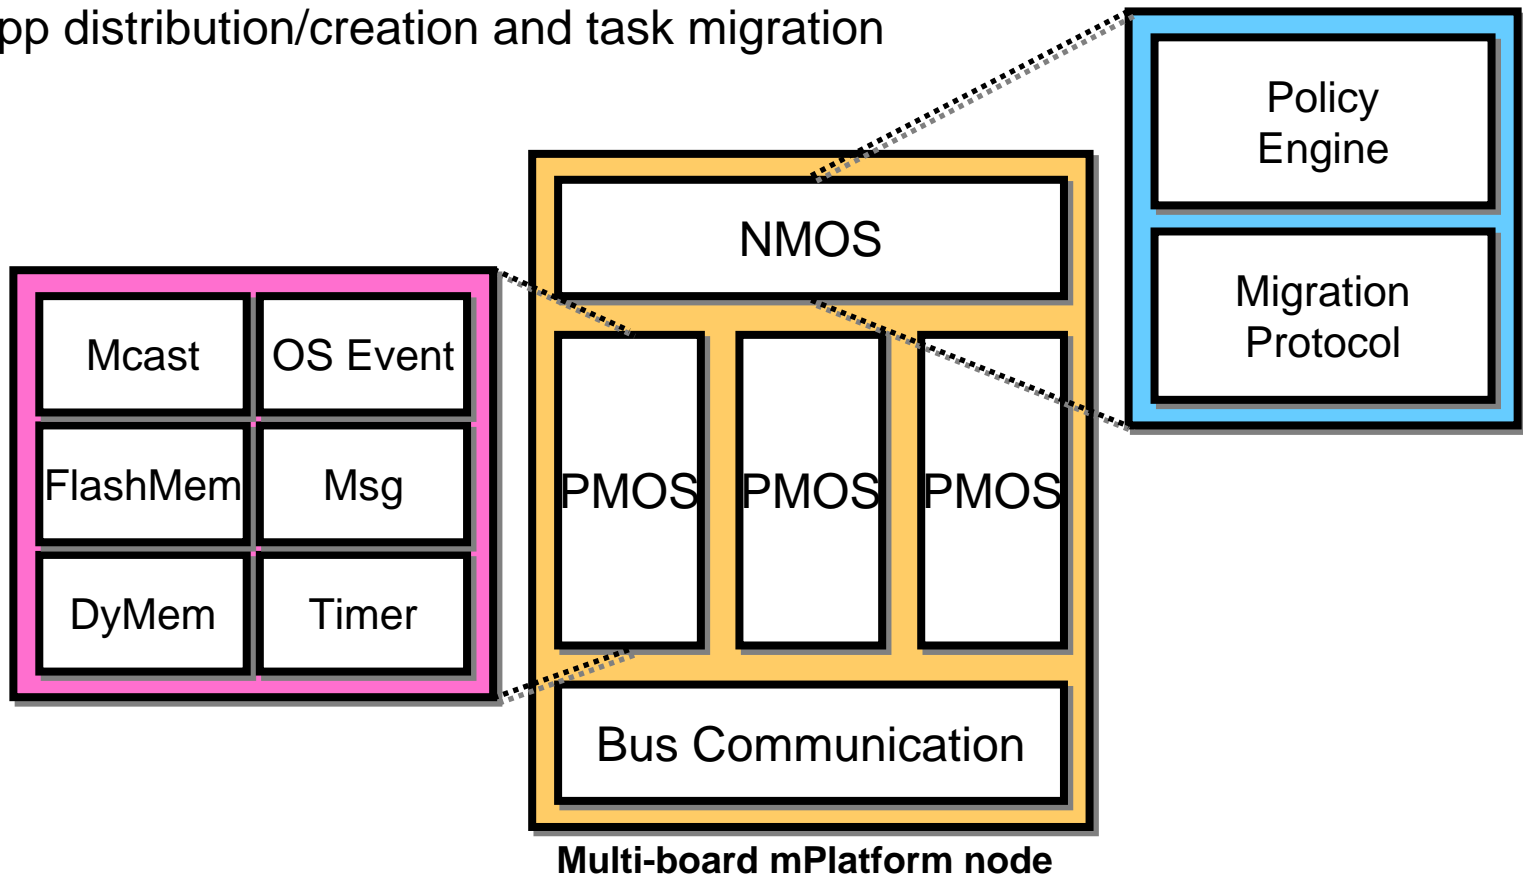 pp distribution/creation and task migration
Policy
Engine
NMOS
Migration
Protocol
Mcast
OS Event
FlashMem
Msg
PMOS
PMOS
PMOS
DyMem
Timer
Bus Communication
Multi-board mPlatform node